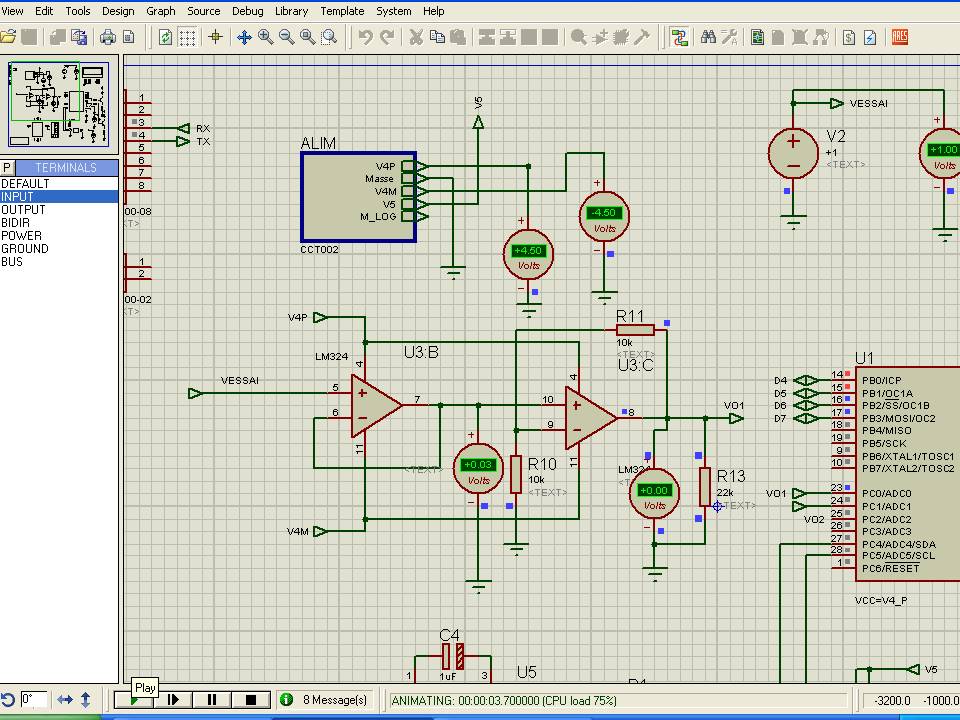 View Edit Tools Design Graph Source Debug Library Template System Help
ARES
P TERMINALS
DEFAULT
INPUT
OUTPUT
BIDIR
POWER
GROUND
BUS
1
2
3
4
5
6
7
8
RX
TX
00-08
1
2
00-02
ALIM
V4P
Masse
V4M
V5
M_LOG
CCT002
V5
+4.50
Volts
-4.50
Volts
VESSAI
V2
+1
<TEXT>
+1.00
Volts
V4P
LM324
U3:B
4
VESSAI
5
6
7
11
<TEXT>
V4M
+0.03
Volts
R10
10k
<TEXT>
R11
10k
<TEXT>
U3:C
4
10
9
8
11
VO1
LM32
+0.00
Volts
R13
22k
<TEXT>
U1
D4 14 PB0/ICP
D5 15 PB1/OC1A
D6 16 PB2/SS/OC1B
D7 17 PB3/MOSI/OC2
18 PB4/MISO
19 PB5/SCK
9 PB6/XTAL1/TOSC1
10 PB7/XTAL2/TOSC2
VO1 23 PC0/ADC0
24 PC1/ADC1
VO2 25 PC2/ADC2
26 PC3/ADC3
27 PC4/ADC4/SDA
28 PC5/ADC5/SCL
1 PC6/RESET
VCC=V4_P
C4
1uF
1
3
U5
V5
Play
0°
8 Message(s)
ANIMATING: 00:00:03.700000 (CPU load 75%)
-3200.0 -1000.0